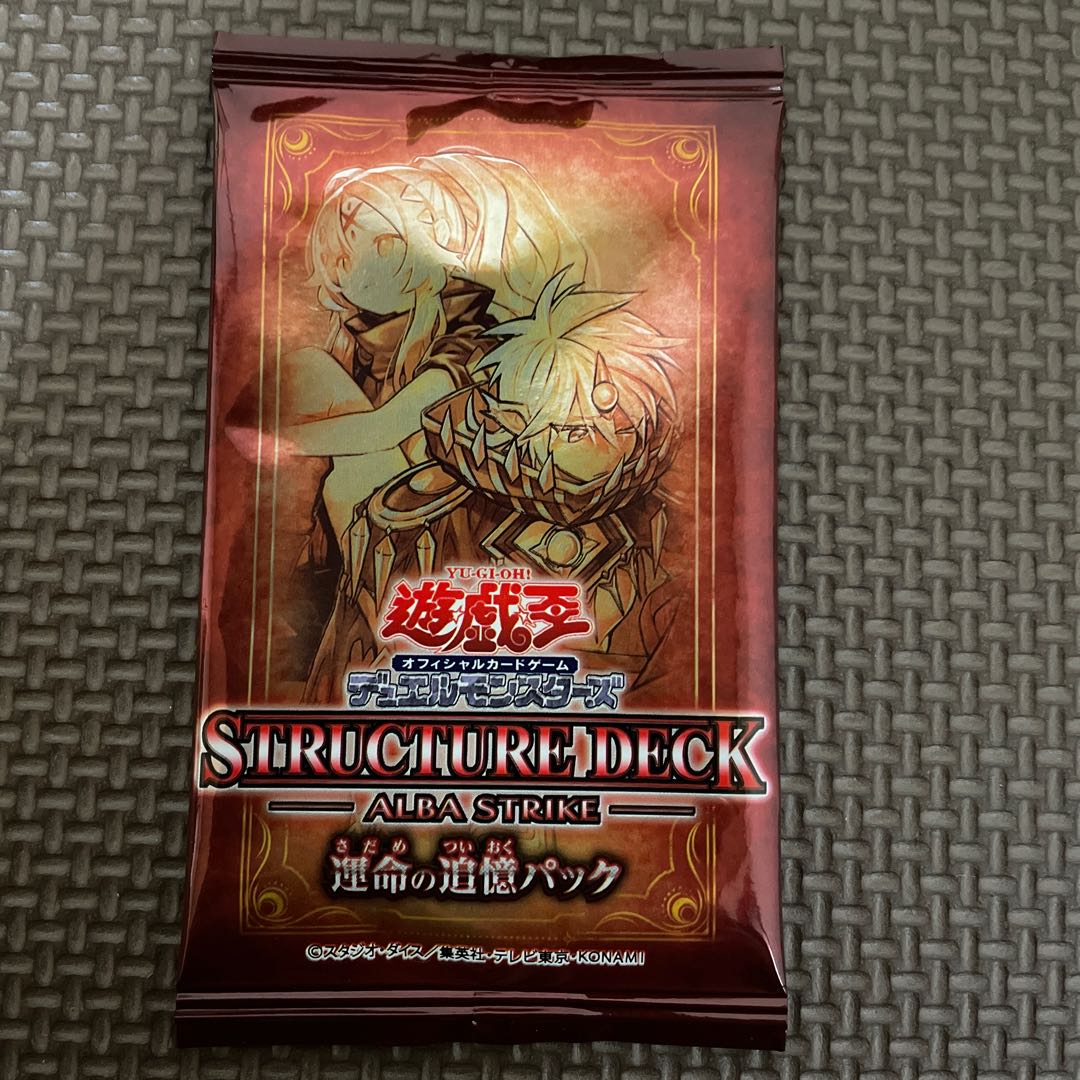 YU-GI-OH!
遊戯王
オフィシャルカードゲーム
デュエルモンスターズ
STRUCTURE DECK
ALBA STRIKE
さだめ ついおく
運命の追憶パック
©スタジオ・ダイス/集英社・テレビ東京・KONAMI